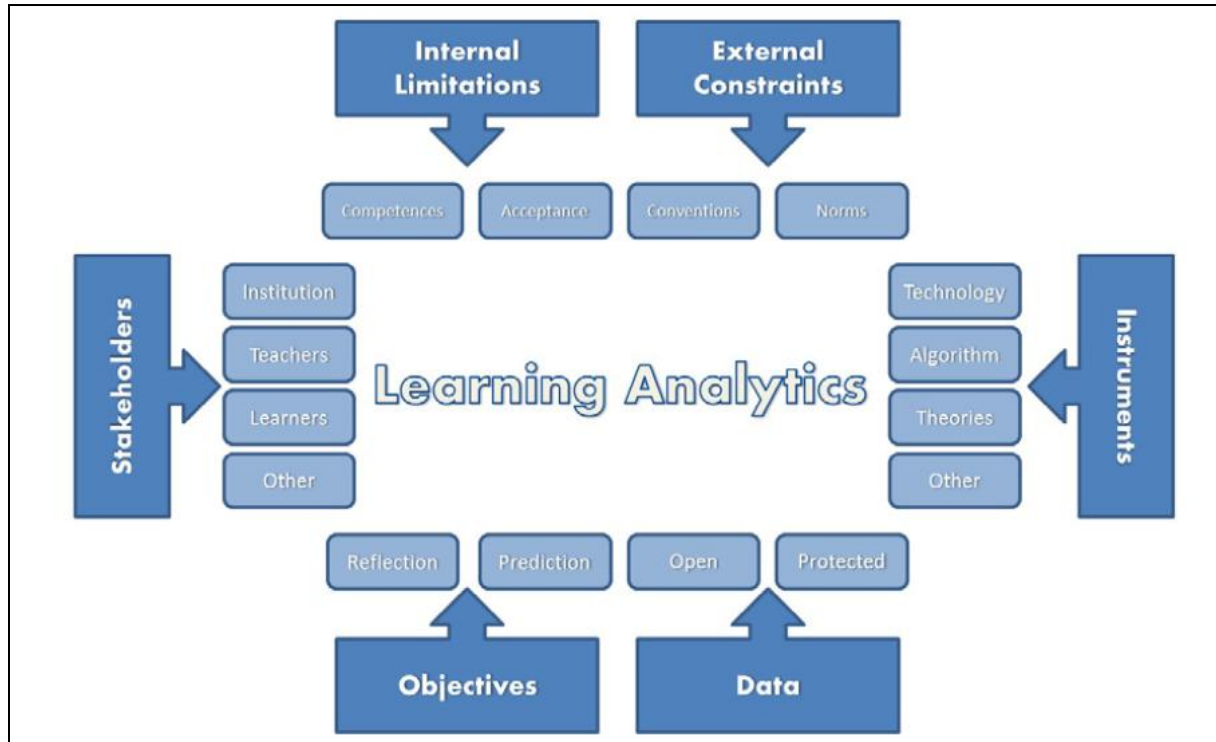 Internal
Limitations
External
Constraints
Competences
Acceptance
Conventions
Norms
Stakeholders
Institution
Teachers
Learners
Other
Learning Analytics
Technology
Algorithm
Theories
Other
Instruments
Reflection
Prediction
Open
Protected
Objectives
Data